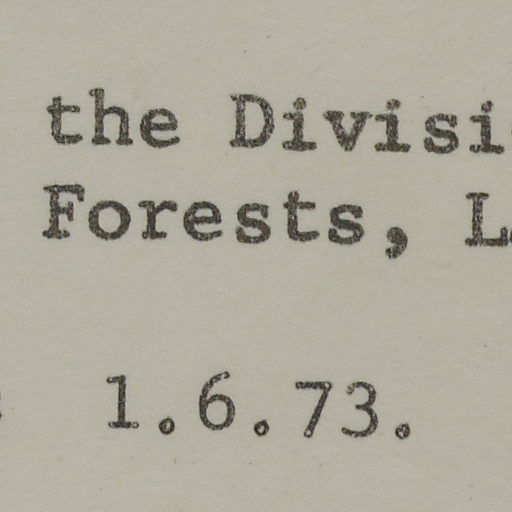 the Divisi
Forests, L
1.6.73.